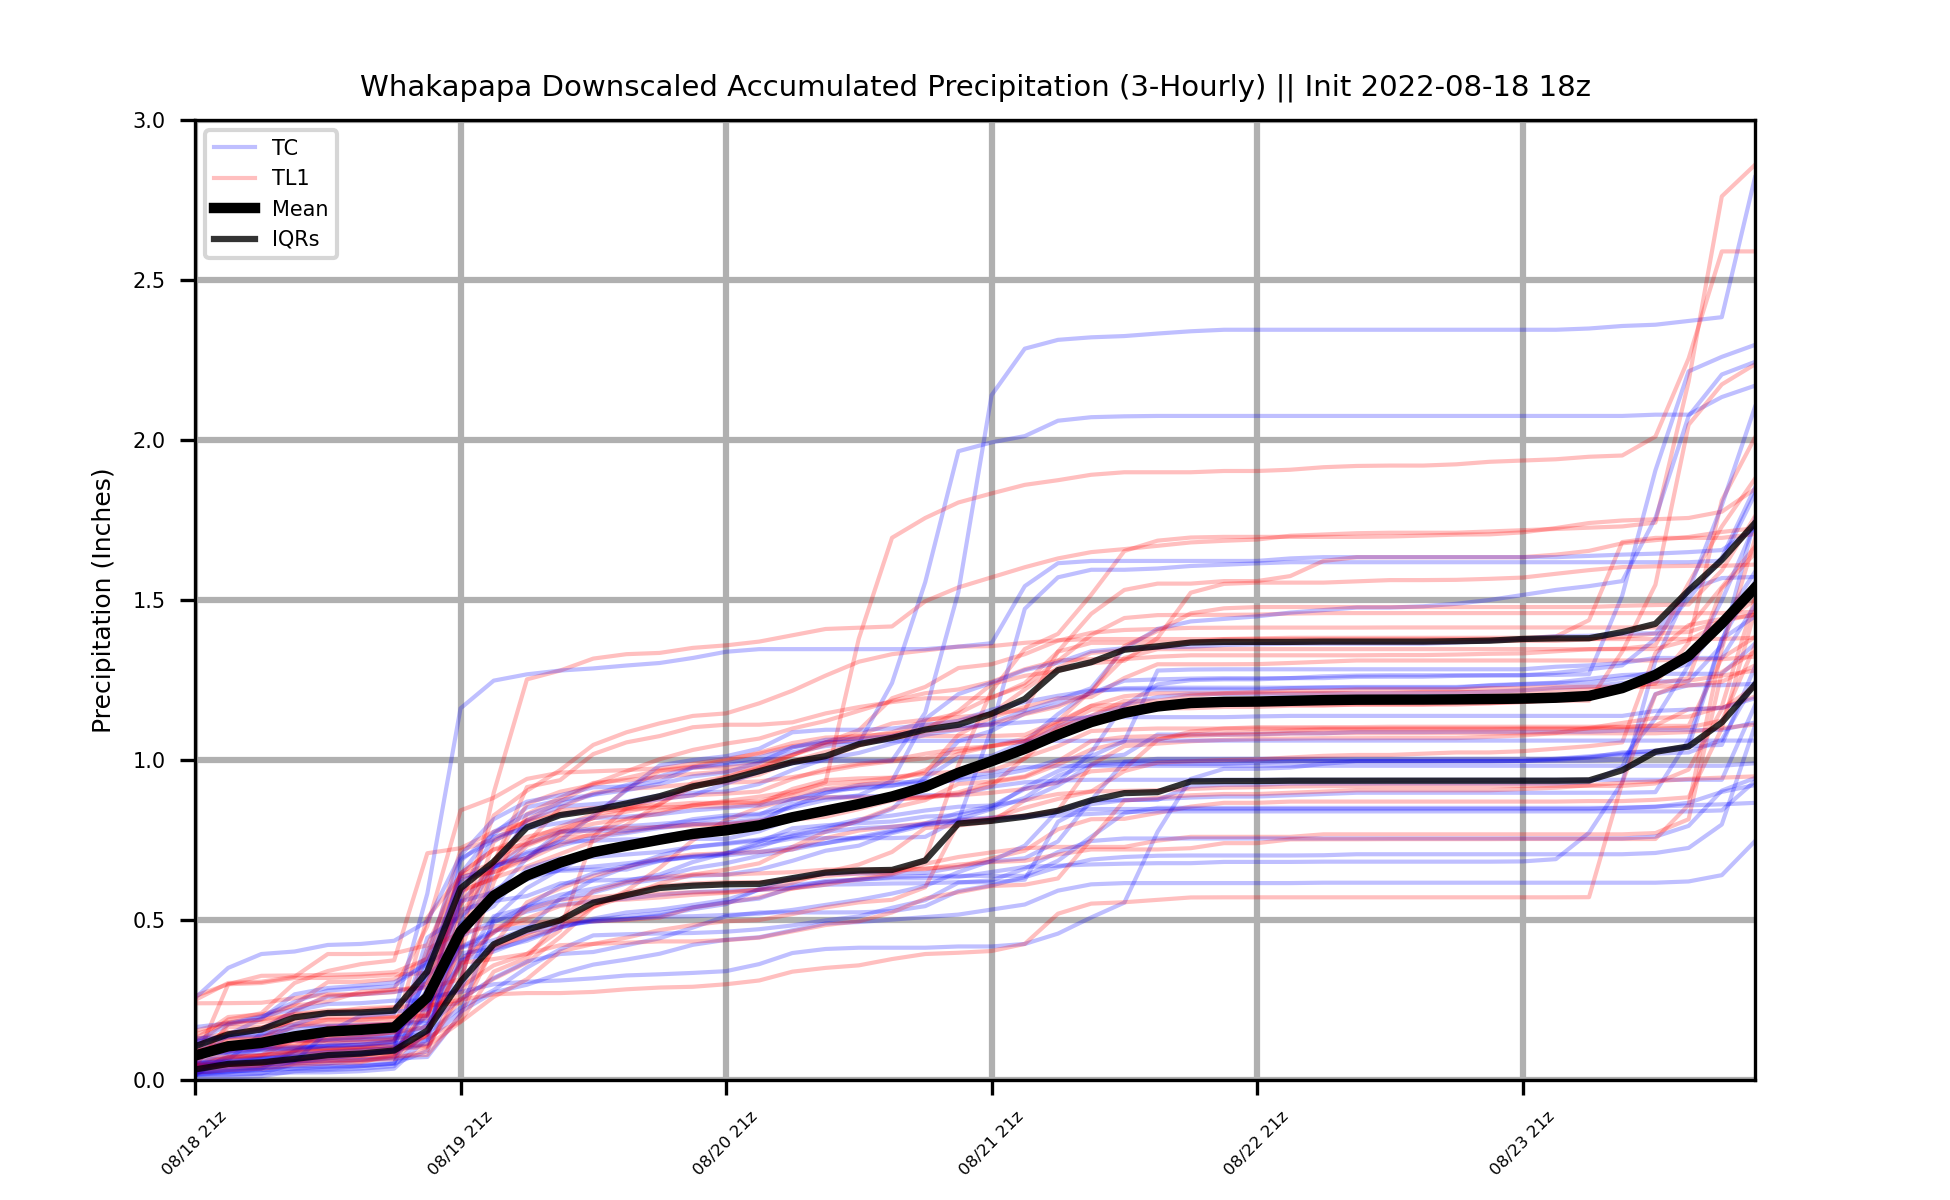 Whakapapa Downscaled Accumulated Precipitation (3-Hourly) || Init 2022-08-18 18z
Precipitation (Inches)
3.0
2.5
2.0
1.5
1.0
0.5
0.0
TC
TL1
Mean
IQRs
08/18 21z
08/19 21z
08/20 21z
08/21 21z
08/22 21z
08/23 21z